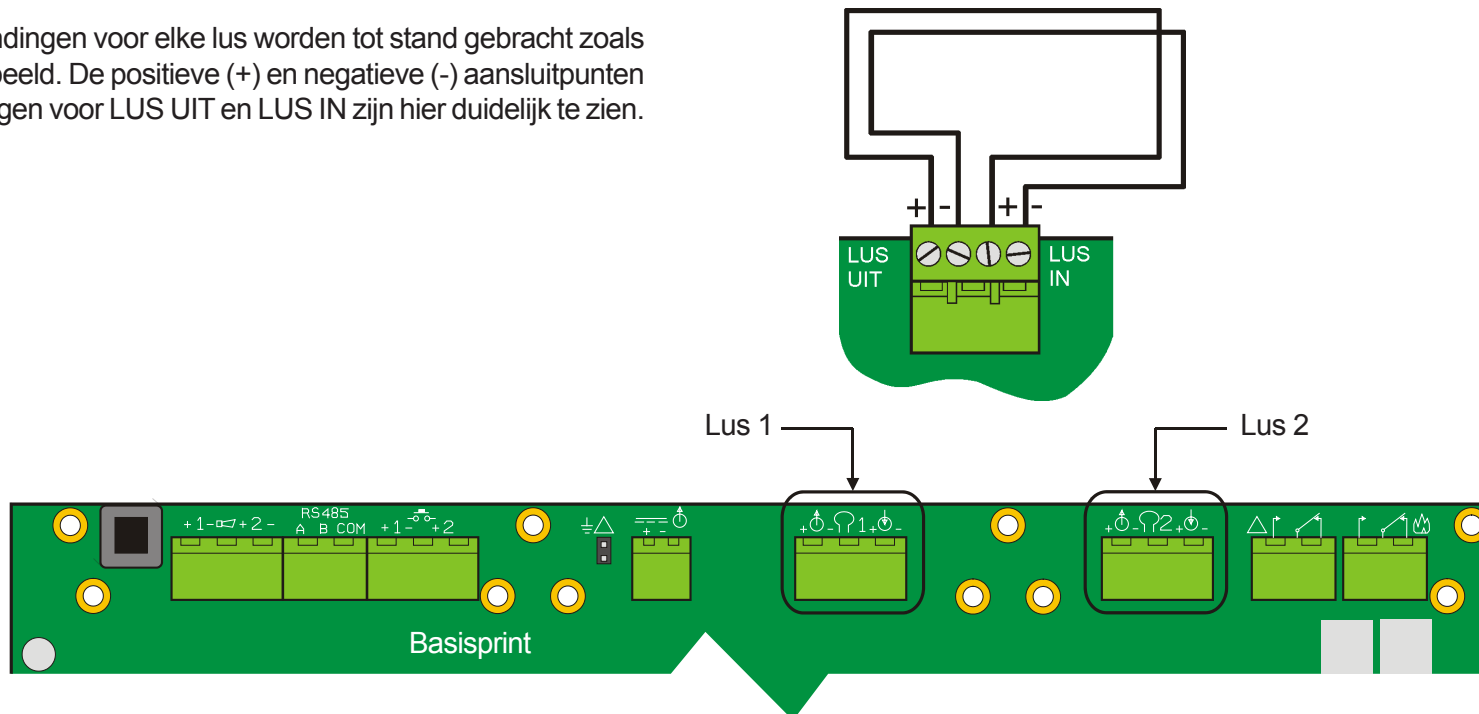 ndingen voor elke lus worden tot stand gebracht zoals
beeld. De positieve (+) en negatieve (-) aansluitpunten
gen voor LUS UIT en LUS IN zijn hier duidelijk te zien.
+ - + -
LUS UIT
LUS IN
Lus 1
Lus 2
+1- +2-
RS485
A B COM
+1- +2
+ -
+ - 1 + -
+ - 2 + -
Basisprint